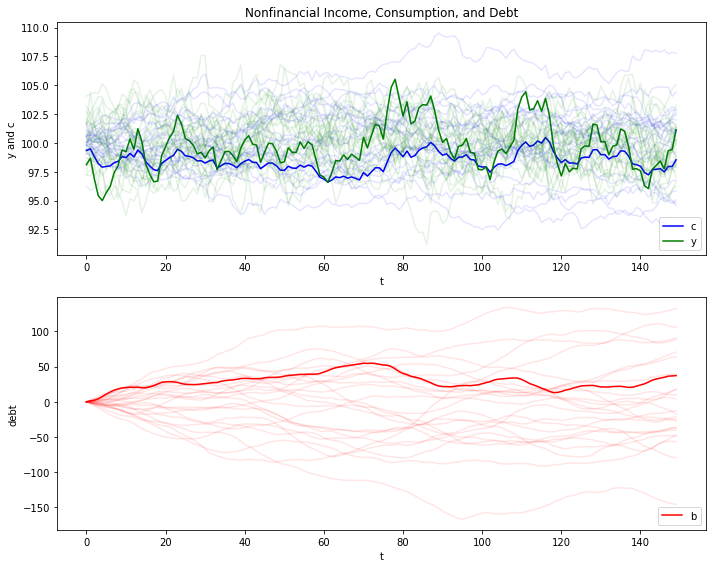 Nonfinancial Income, Consumption, and Debt
110.0
107.5
105.0
102.5
100.0
97.5
95.0
92.5
y and c
0 20 40 60 80 100 120 140
t
c
y
100
50
0
−50
−100
−150
debt
0 20 40 60 80 100 120 140
t
b